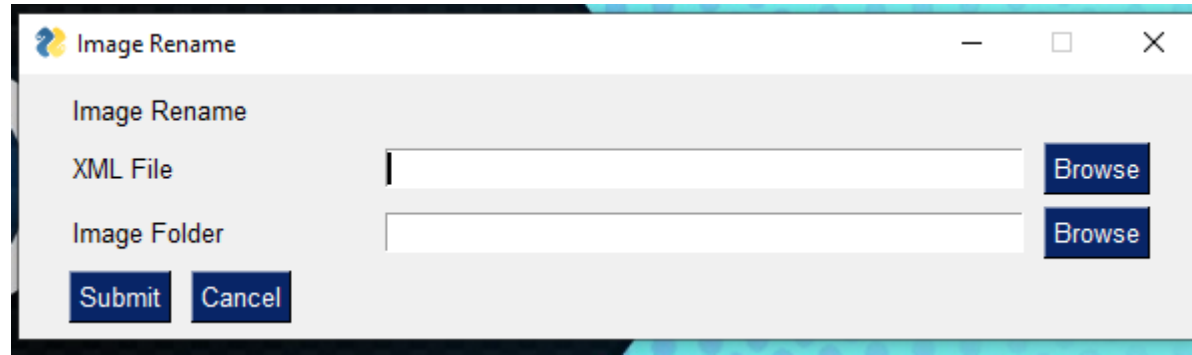 Image Rename
Image Rename
XML File Browse
Image Folder Browse
Submit Cancel